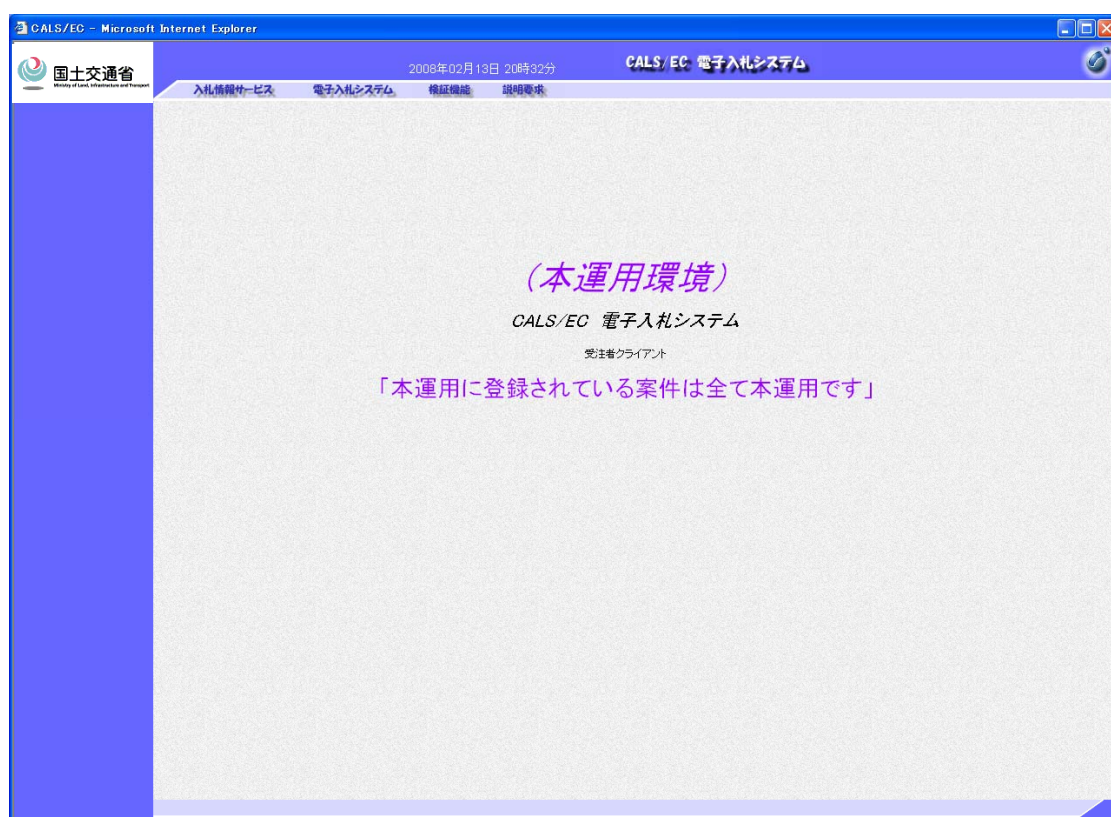 CALS/EC - Microsoft Internet Explorer
国土交通省
Ministry of Land, Infrastructure and Transport
2008年02月13日 20時32分
CALS/EC 電子入札システム
入札情報サービス 電子入札システム 検証機能 説明要求
(本運用環境)
CALS/EC 電子入札システム
受注者クライアント
「本運用に登録されている案件は全て本運用です」